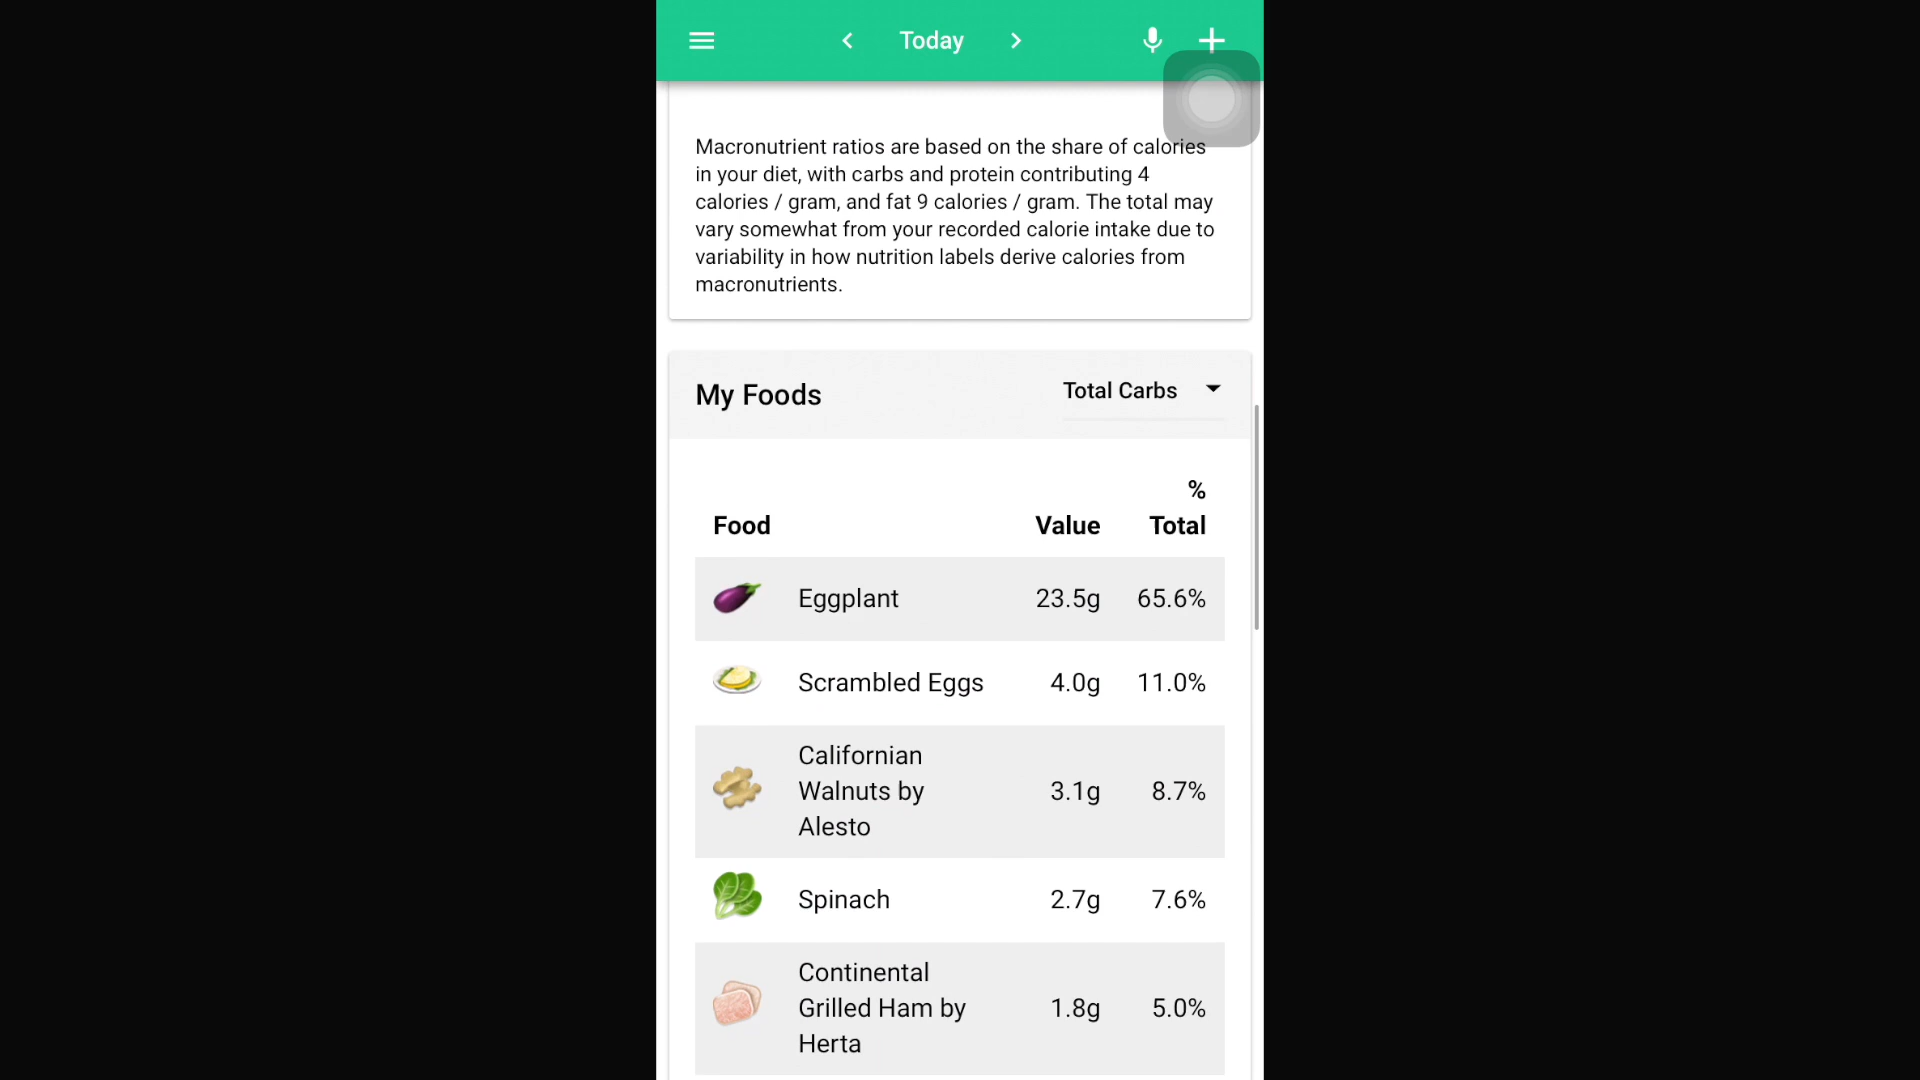 Today
Macronutrient ratios are based on the share of calories
in your diet, with carbs and protein contributing 4
calories / gram, and fat 9 calories / gram. The total may
vary somewhat from your recorded calorie intake due to
variability in how nutrition labels derive calories from
macronutrients.
My Foods Total Carbs
Food Value % Total
Eggplant 23.5g 65.6%
Scrambled Eggs 4.0g 11.0%
Californian
Walnuts by 3.1g 8.7%
Alesto
Spinach 2.7g 7.6%
Continental
Grilled Ham by 1.8g 5.0%
Herta